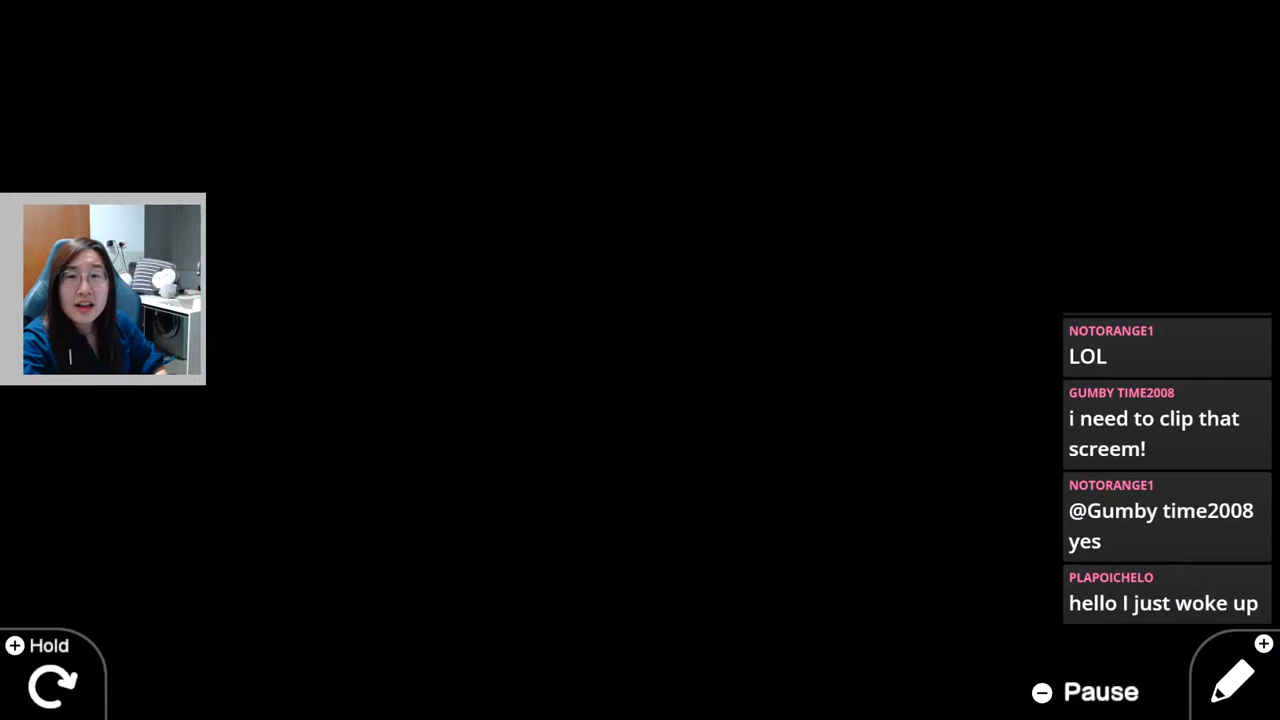 NOTORANGE1
LOL
GUMBY TIME2008
i need to clip that
screem!
NOTORANGE1
@Gumby time2008
yes
PLAPOICHELO
hello I just woke up
+ Hold
+
- Pause